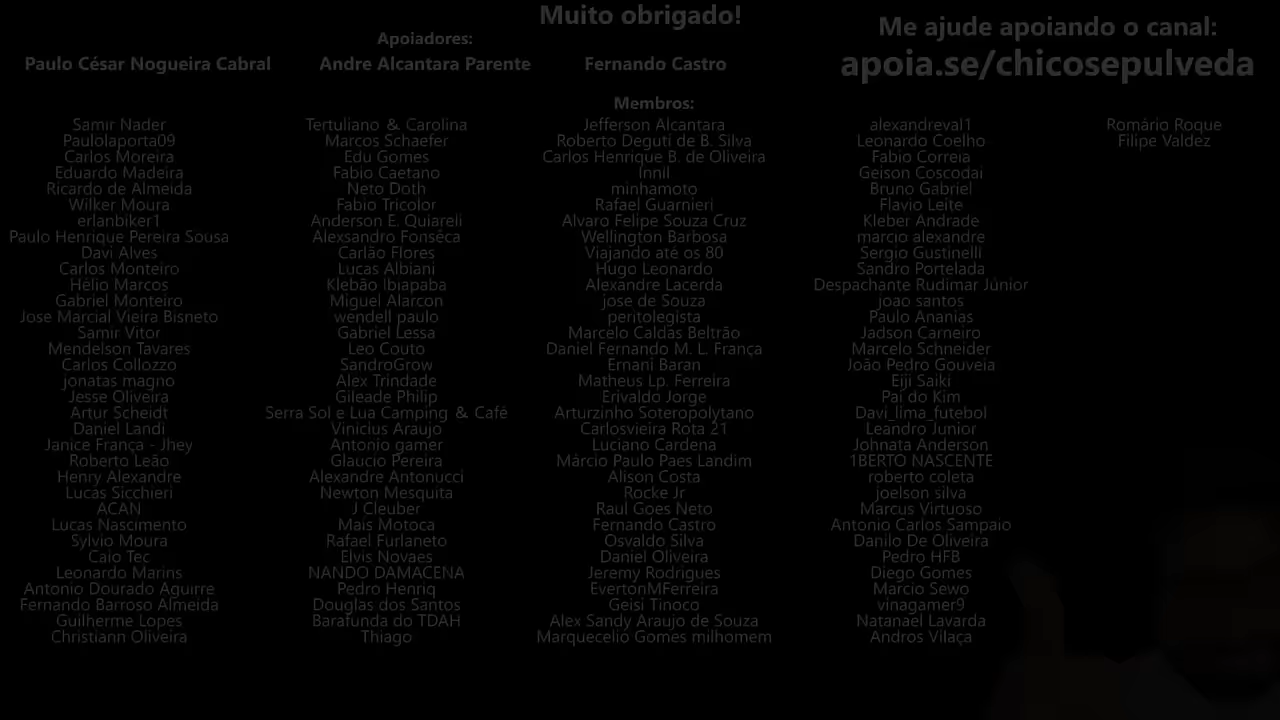 Muito obrigado!
Apoiadores:
Paulo César Nogueira Cabral
Andre Alcantara Parente
Fernando Castro
Me ajude apoiando o canal:
apoia.se/chicosepulveda
Membros:
Samir Nader
Paulolaporta09
Carlos Moreira
Eduardo Madeira
Ricardo de Almeida
Wilker Moura
erlanbiker1
Paulo Henrique Pereira Sousa
Davi Alves
Carlos Monteiro
Hélio Marcos
Gabriel Monteiro
Jose Marcial Vieira Bisneto
Samir Vitor
Mendelson Tavares
Carlos Collozzo
jonatas magno
Jesse Oliveira
Artur Scheidt
Daniel Landi
Janice França - Jhey
Roberto Leão
Henry Alexandre
Lucas Sicchieri
ACAN
Lucas Nascimento
Sylvio Moura
Caio Tec
Leonardo Marins
Antonio Dourado Aguirre
Fernando Barroso Almeida
Guilherme Lopes
Christiann Oliveira
Tertuliano & Carolina
Marcos Schaefer
Edu Gomes
Fabio Caetano
Neto Doth
Fabio Tricolor
Anderson E. Quiareli
Alexsandro Fonsêca
Carlão Flores
Lucas Albiani
Klebão Ibiapaba
Miguel Alarcon
wendell paulo
Gabriel Lessa
Leo Couto
SandroGrow
Alex Trindade
Gileade Philip
Serra Sol e Lua Camping & Café
Vinicius Araujo
Antonio gamer
Glaucio Pereira
Alexandre Antonucci
Newton Mesquita
J Cleuber
Mais Motoca
Rafael Furlaneto
Elvis Novaes
NANDO DAMACENA
Pedro Henriq
Douglas dos Santos
Barafunda do TDAH
Thiago
Jefferson Alcantara
Roberto Deguti de B. Silva
Carlos Henrique B. de Oliveira
Innil
minhamoto
Rafael Guarnieri
Alvaro Felipe Souza Cruz
Wellington Barbosa
Viajando até os 80
Hugo Leonardo
Alexandre Lacerda
jose de Souza
peritolegista
Marcelo Caldas Beltrão
Daniel Fernando M. L. França
Ernani Baran
Matheus Lp. Ferreira
Erivaldo Jorge
Arturzinho Soteropolytano
Carlosvieira Rota 21
Luciano Cardena
Márcio Paulo Paes Landim
Alison Costa
Rocke Jr
Raul Goes Neto
Fernando Castro
Osvaldo Silva
Daniel Oliveira
Jeremy Rodrigues
EvertonMFerreira
Geisi Tinoco
Alex Sandy Araujo de Souza
Marquecelio Gomes milhomem
alexandreval1
Leonardo Coelho
Fabio Correia
Geison Coscodai
Bruno Gabriel
Flavio Leite
Kleber Andrade
marcio alexandre
Sergio Gustinelli
Sandro Portelada
Despachante Rudimar Júnior
joao santos
Paulo Ananias
Jadson Carneiro
Marcelo Schneider
João Pedro Gouveia
Eiji Saiki
Pai do Kim
Davi_lima_futebol
Leandro Junior
Johnata Anderson
1BERTO NASCENTE
roberto coleta
joelson silva
Marcus Virtuoso
Antonio Carlos Sampaio
Danilo De Oliveira
Pedro HFB
Diego Gomes
Marcio Sewo
vinagamer9
Natanael Lavarda
Andros Vilaça
Romário Roque
Filipe Valdez